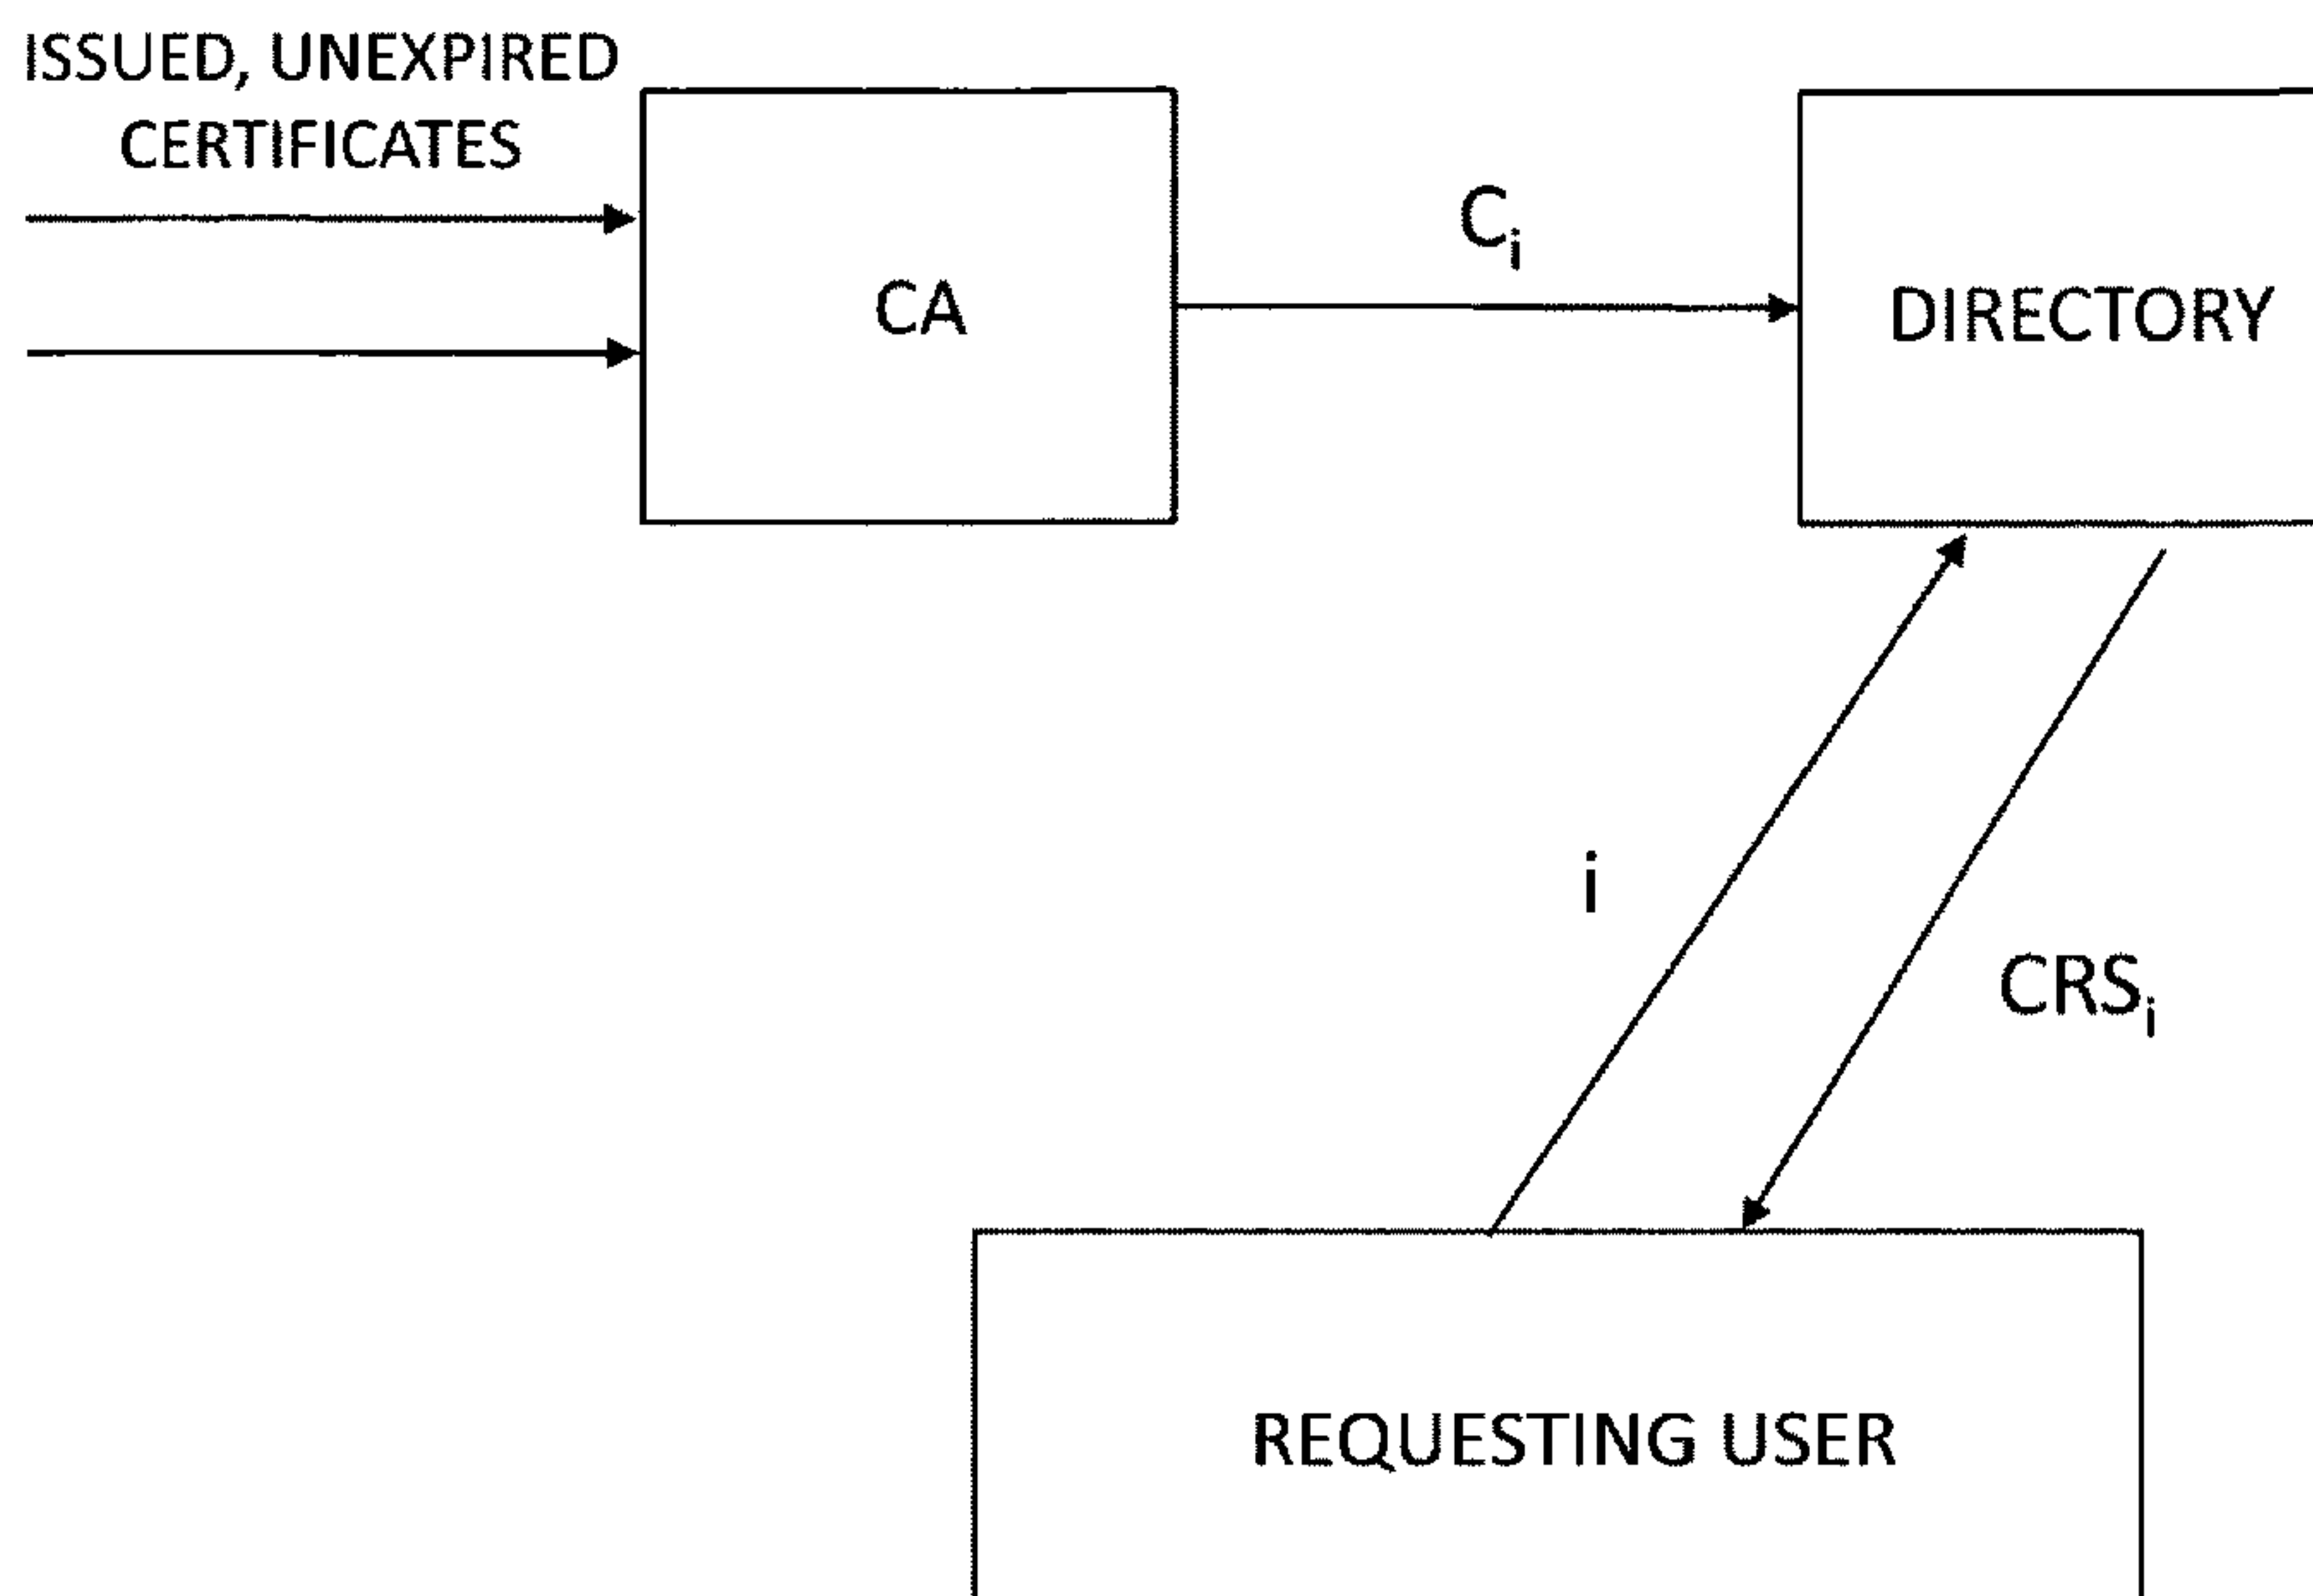 ISSUED, UNEXPIRED
CERTIFICATES
CA
Cᵢ
DIRECTORY
i
CRSᵢ
REQUESTING USER